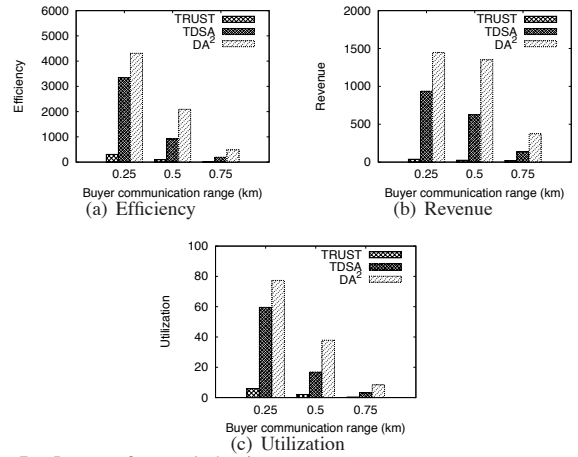 6000
5000
4000
3000
2000
1000
0
Efficiency
TRUST
TDSA
DA²
0.25 0.5 0.75
Buyer communication range (km)
(a) Efficiency
2000
1500
1000
500
0
Revenue
TRUST
TDSA
DA²
0.25 0.5 0.75
Buyer communication range (km)
(b) Revenue
100
80
60
40
20
0
Utilization
TRUST
TDSA
DA²
0.25 0.5 0.75
Buyer communication range (km)
(c) Utilization